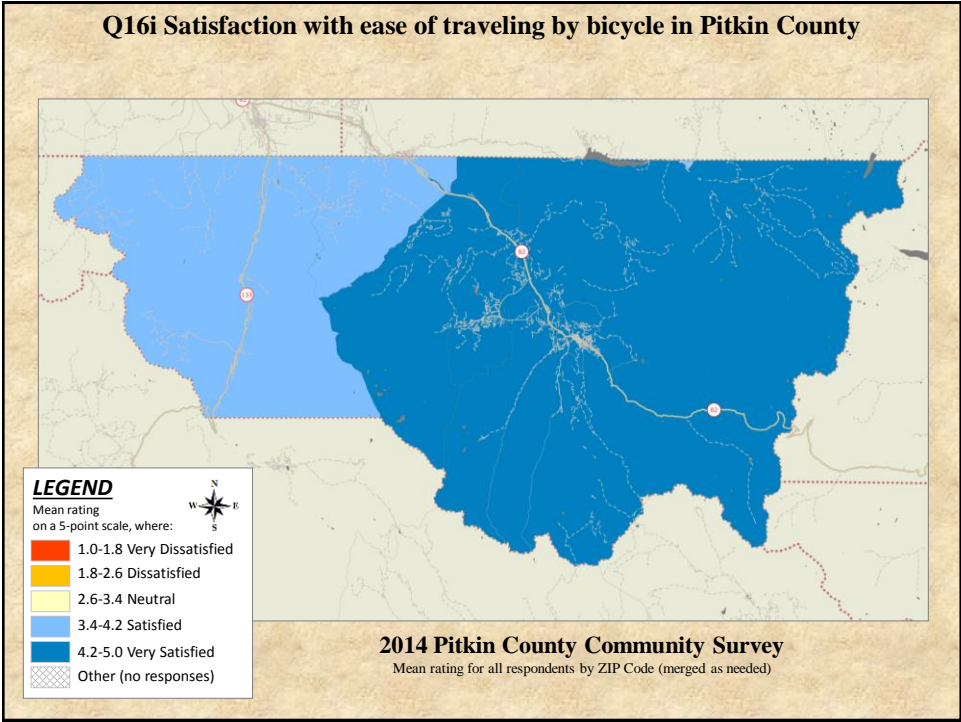 Q16i Satisfaction with ease of traveling by bicycle in Pitkin County
82
133
82
LEGEND
Mean rating
on a 5-point scale, where:
N
W E
S
1.0-1.8 Very Dissatisfied
1.8-2.6 Dissatisfied
2.6-3.4 Neutral
3.4-4.2 Satisfied
4.2-5.0 Very Satisfied
Other (no responses)
2014 Pitkin County Community Survey
Mean rating for all respondents by ZIP Code (merged as needed)